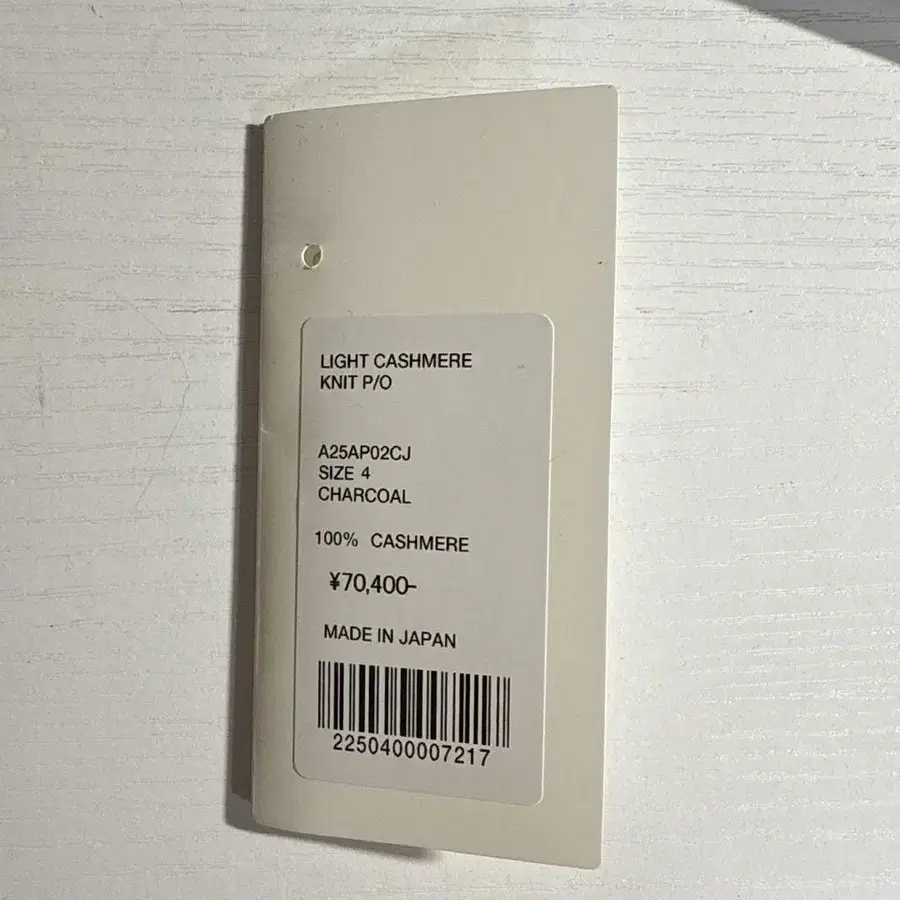 LIGHT CASHMERE
KNIT P/O
A25AP02CJ
SIZE 4
CHARCOAL
100% CASHMERE
¥70,400-
MADE IN JAPAN
2250400007217